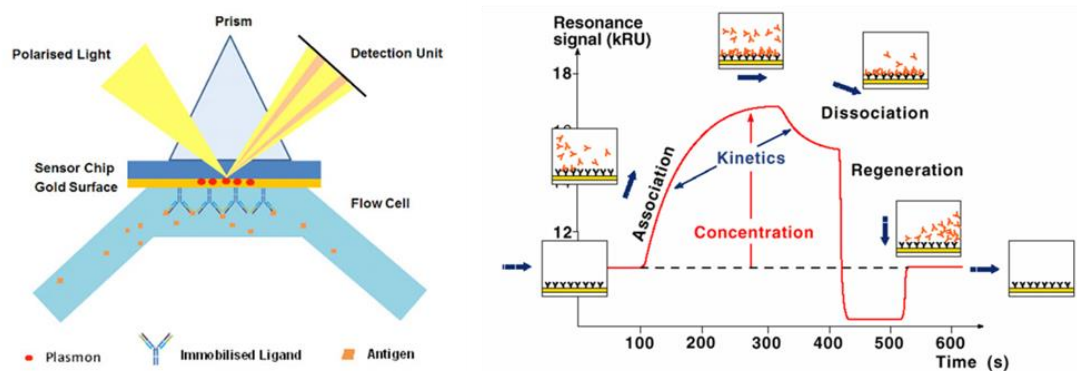 Prism
Polarised Light
Detection Unit
Sensor Chip
Gold Surface
Flow Cell
Plasmon
Immobilised Ligand
Antigen
Resonance
signal (kRU)
18
12
Association
Kinetics
Concentration
Dissociation
Regeneration
100 200 300 400 500 600
Time (s)